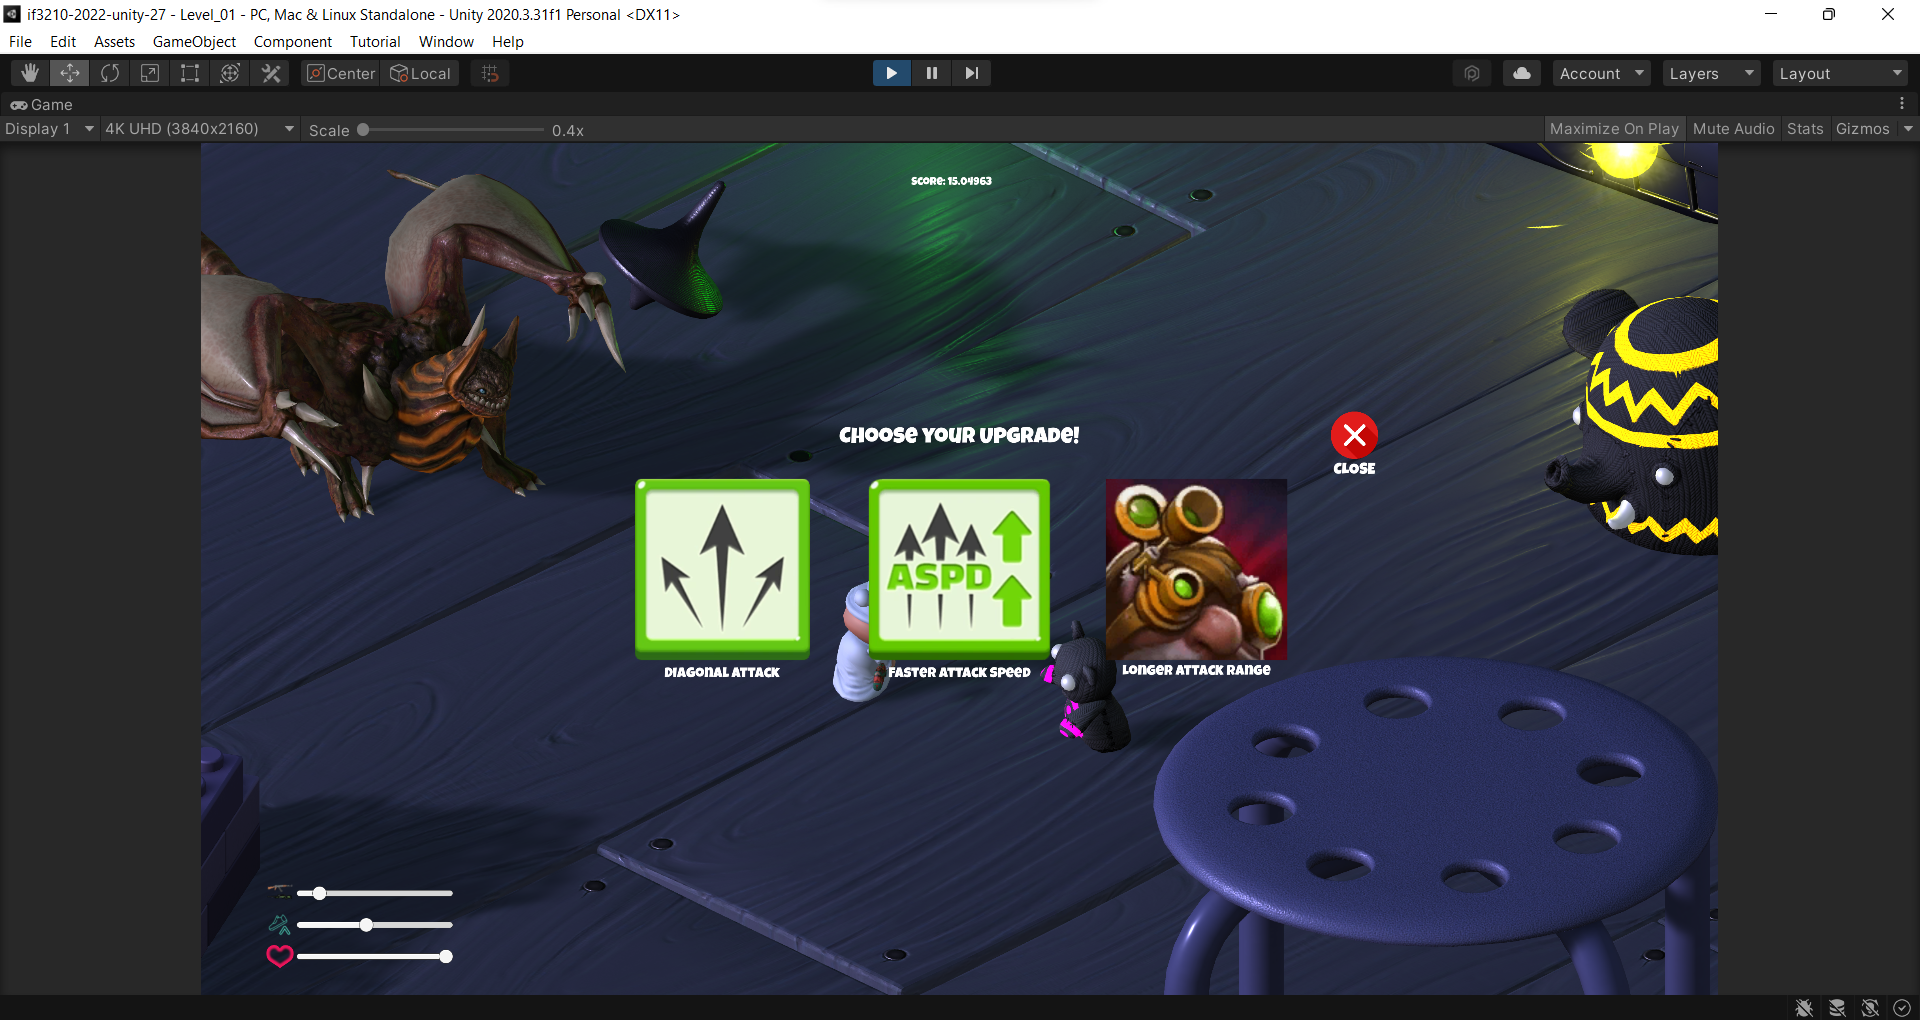 if3210-2022-unity-27 - Level_01 - PC, Mac & Linux Standalone - Unity 2020.3.31f1 Personal <DX11>
File Edit Assets GameObject Component Tutorial Window Help
Center Local Account Layers Layout
Game
Display 1 4K UHD (3840x2160) Scale 0.4x Maximize On Play Mute Audio Stats Gizmos
Score: 15.04963
Choose your upgrade!
Close
ASPD
Diagonal Attack
Faster Attack Speed
Longer Attack Range